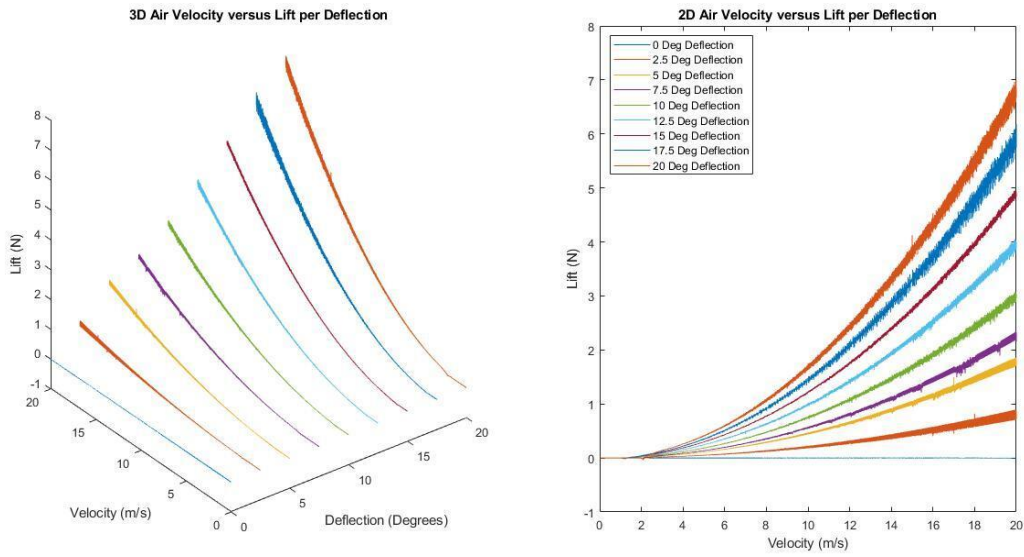 3D Air Velocity versus Lift per Deflection
8
7
6
5
4
3
2
1
0
-1
Lift (N)
20
15
10
5
0
Velocity (m/s)
0
5
10
15
20
Deflection (Degrees)
2D Air Velocity versus Lift per Deflection
0 Deg Deflection
2.5 Deg Deflection
5 Deg Deflection
7.5 Deg Deflection
10 Deg Deflection
12.5 Deg Deflection
15 Deg Deflection
17.5 Deg Deflection
20 Deg Deflection
8
7
6
5
4
3
2
1
0
-1
Lift (N)
0 2 4 6 8 10 12 14 16 18 20
Velocity (m/s)